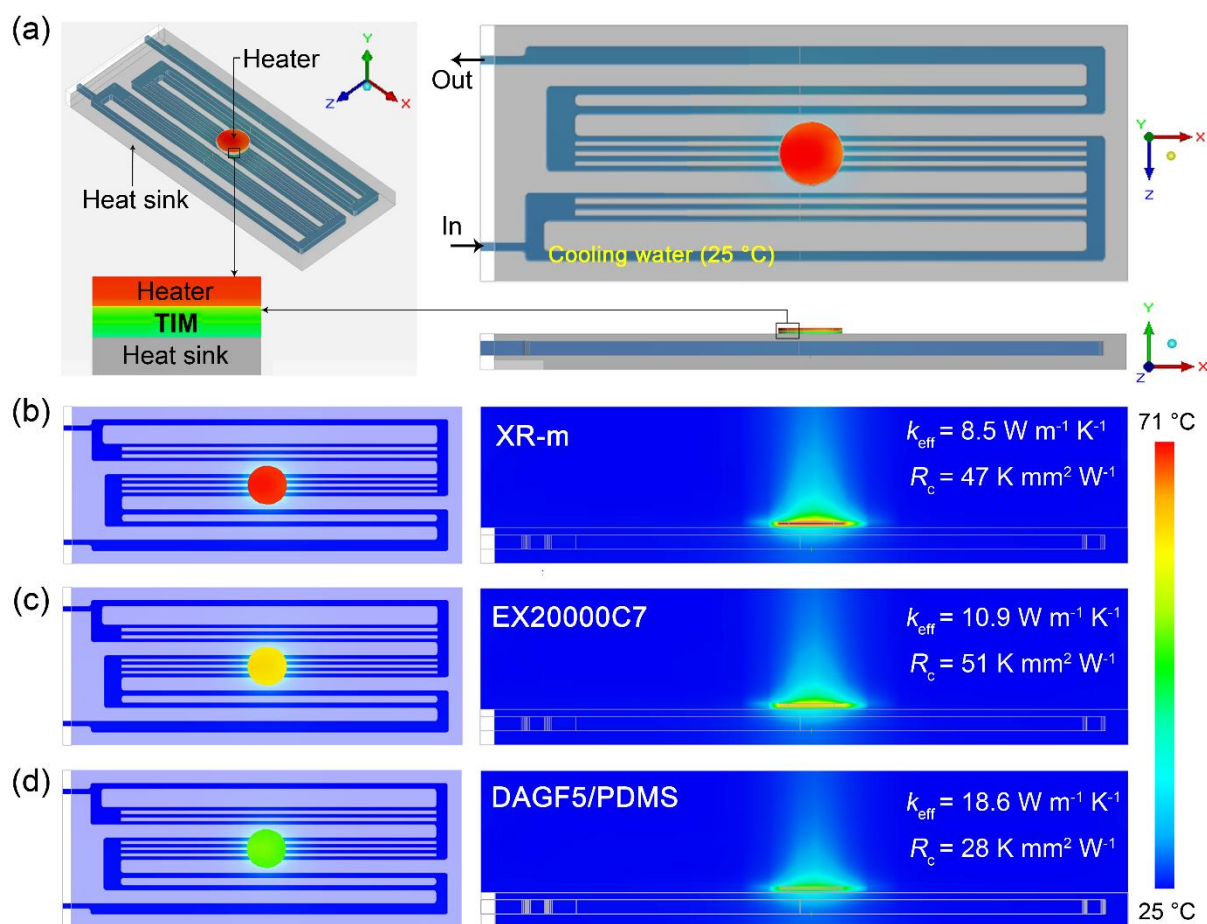 (a)
Heater
Y
Z
X
Heat sink
Heater
TIM
Heat sink
Out
In
Cooling water (25 °C)
Y
X
Z
Y
Z
X
(b)
XR-m
k_eff = 8.5 W m⁻¹ K⁻¹
R_c = 47 K mm² W⁻¹
71 °C
(c)
EX20000C7
k_eff = 10.9 W m⁻¹ K⁻¹
R_c = 51 K mm² W⁻¹
(d)
DAGF5/PDMS
k_eff = 18.6 W m⁻¹ K⁻¹
R_c = 28 K mm² W⁻¹
25 °C